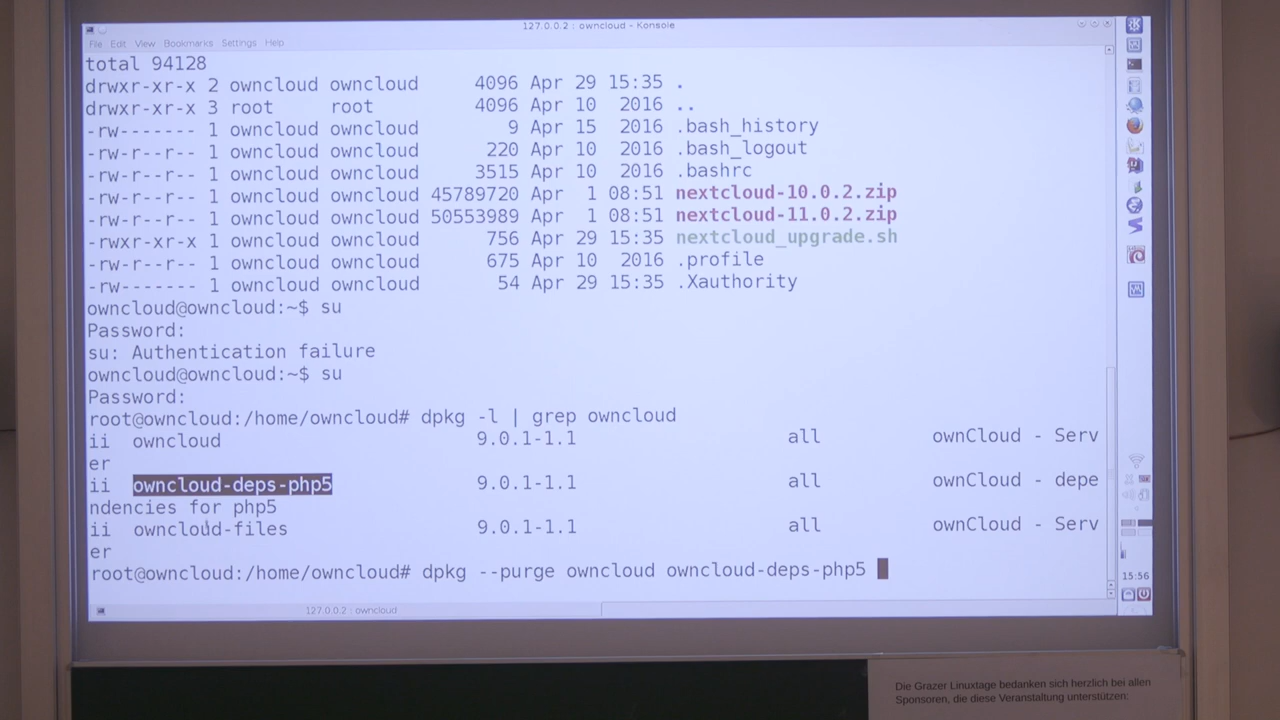 127.0.0.2 : owncloud - Konsole
File Edit View Bookmarks Settings Help
total 94128
drwxr-xr-x 2 owncloud owncloud 4096 Apr 29 15:35 .
drwxr-xr-x 3 root root 4096 Apr 10 2016 ..
-rw------- 1 owncloud owncloud 9 Apr 15 2016 .bash_history
-rw-r--r-- 1 owncloud owncloud 220 Apr 10 2016 .bash_logout
-rw-r--r-- 1 owncloud owncloud 3515 Apr 10 2016 .bashrc
-rw-r--r-- 1 owncloud owncloud 45789720 Apr 1 08:51 nextcloud-10.0.2.zip
-rw-r--r-- 1 owncloud owncloud 50553989 Apr 1 08:51 nextcloud-11.0.2.zip
-rwxr-xr-x 1 owncloud owncloud 756 Apr 29 15:35 nextcloud_upgrade.sh
-rw-r--r-- 1 owncloud owncloud 675 Apr 10 2016 .profile
-rw------- 1 owncloud owncloud 54 Apr 29 15:35 .Xauthority
owncloud@owncloud:~$ su
Password:
su: Authentication failure
owncloud@owncloud:~$ su
Password:
root@owncloud:/home/owncloud# dpkg -l | grep owncloud
ii owncloud 9.0.1-1.1 all ownCloud - Serv
er
ii owncloud-deps-php5 9.0.1-1.1 all ownCloud - depe
ndencies for php5
ii owncloud-files 9.0.1-1.1 all ownCloud - Serv
er
root@owncloud:/home/owncloud# dpkg --purge owncloud owncloud-deps-php5
127.0.0.2 : owncloud
15:56
Die Grazer Linuxtage bedanken sich herzlich bei allen
Sponsoren, die diese Veranstaltung unterstützen: